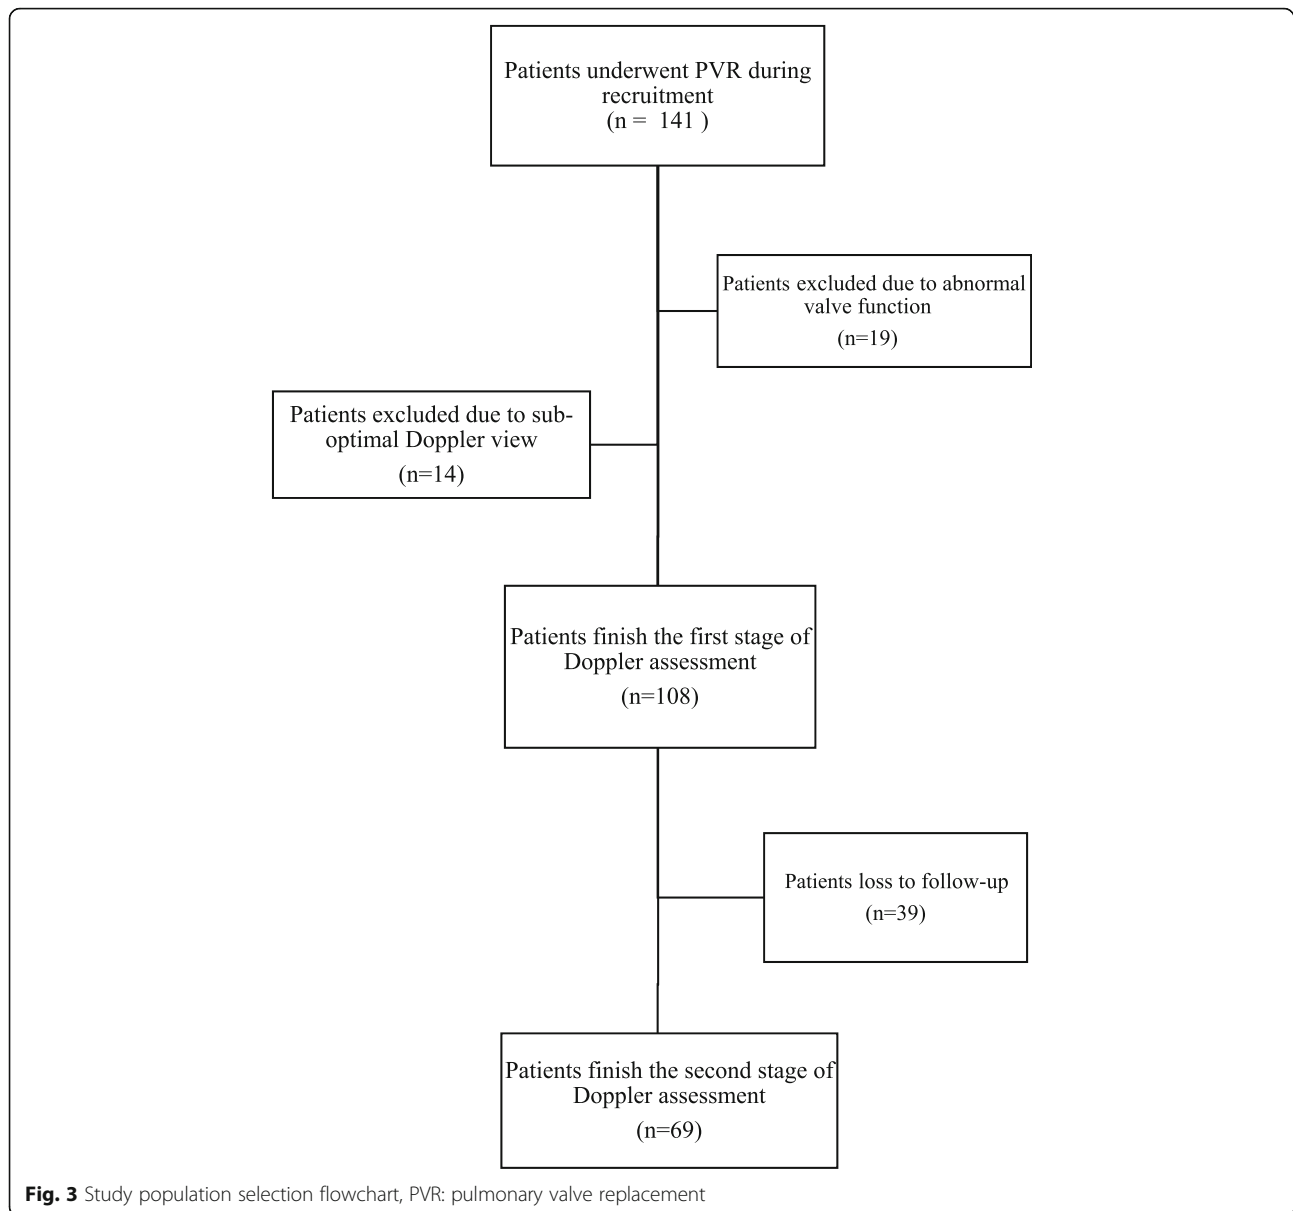 Patients underwent PVR during
recruitment
(n = 141 )
Patients excluded due to abnormal
valve function
(n=19)
Patients excluded due to sub-
optimal Doppler view
(n=14)
Patients finish the first stage of
Doppler assessment
(n=108)
Patients loss to follow-up
(n=39)
Patients finish the second stage of
Doppler assessment
(n=69)
Fig. 3 Study population selection flowchart, PVR: pulmonary valve replacement